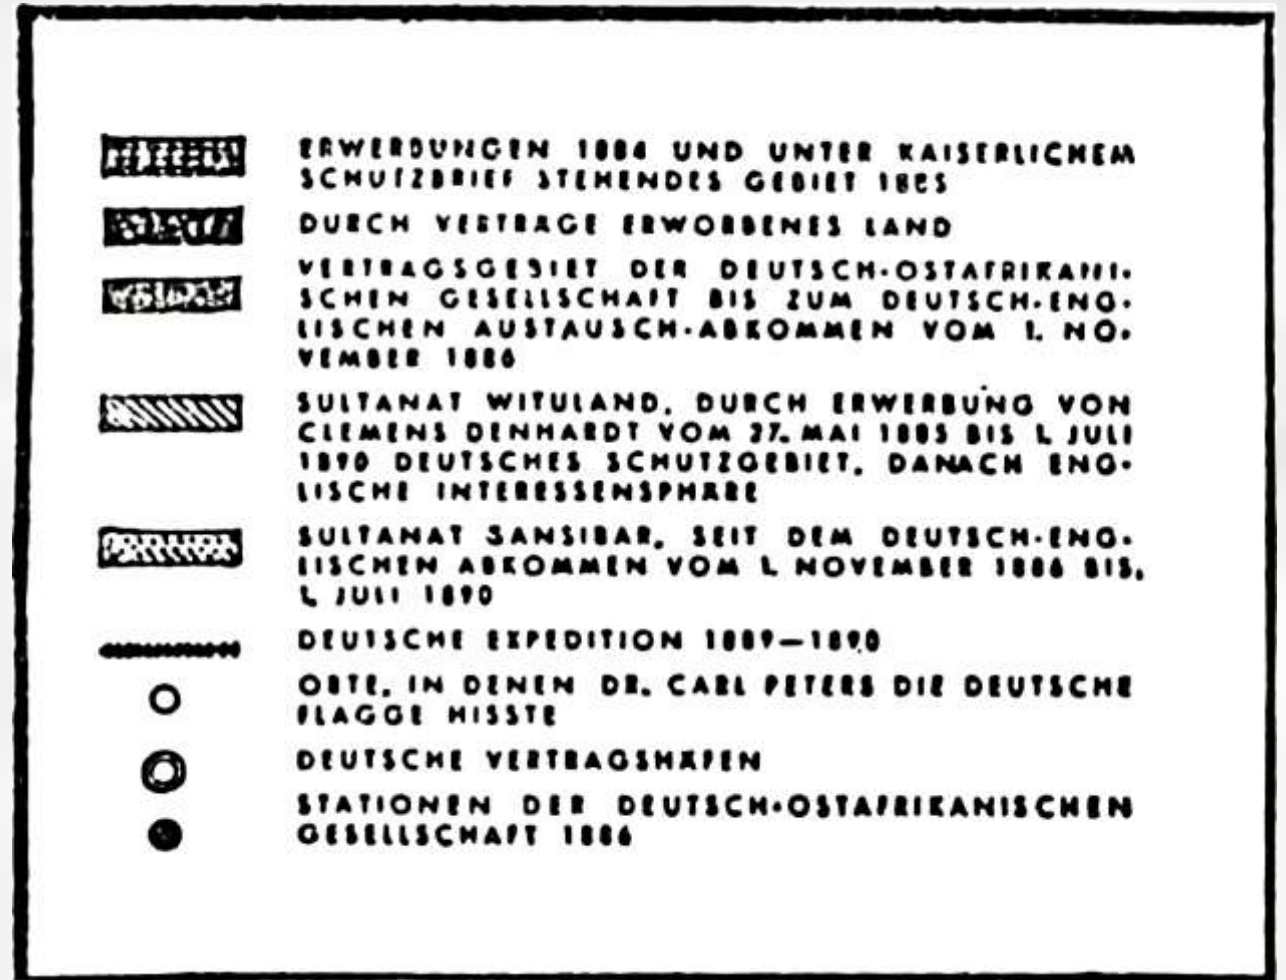 ERWERBUNGEN 1884 UND UNTER KAISERLICHEM
SCHUTZBRIEF STEHENDES GEBIET 1885
DURCH VERTRAGE ERWORBENES LAND
VERTRAGSGEBIET DER DEUTSCH-OSTAFRIKANI-
SCHEN GESELLSCHAFT BIS ZUM DEUTSCH-ENG-
LISCHEN AUSTAUSCH-ABKOMMEN VOM 1. NO-
VEMBER 1886
SULTANAT WITULAND, DURCH ERWERBUNG VON
CLEMENS DENHARDT VOM 27. MAI 1885 BIS 1. JULI
1890 DEUTSCHES SCHUTZGEBIET, DANACH ENG-
LISCHE INTERESSENSPHÄRE
SULTANAT SANSIBAR, SEIT DEM DEUTSCH-ENG-
LISCHEN ABKOMMEN VOM 1. NOVEMBER 1886 BIS,
1. JULI 1890
DEUTSCHE EXPEDITION 1889—1890
ORTE, IN DENEN DR. CARL PETERS DIE DEUTSCHE
FLAGGE HISSTE
DEUTSCHE VERTRAGSHÄFEN
STATIONEN DER DEUTSCH-OSTAFRIKANISCHEN
GESELLSCHAFT 1886